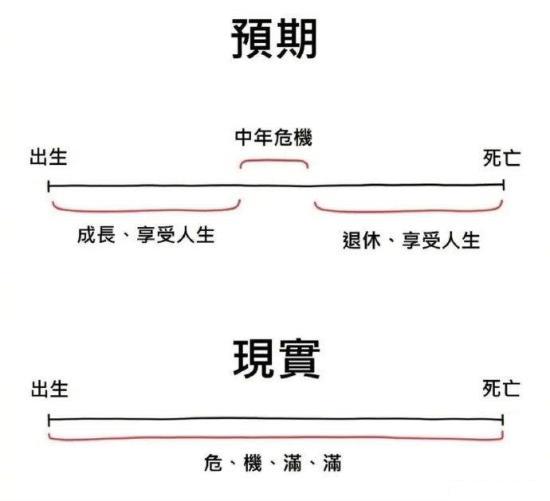 預期
中年危機
出生
死亡
成長、享受人生
退休、享受人生
現實
出生
死亡
危、機、滿、滿